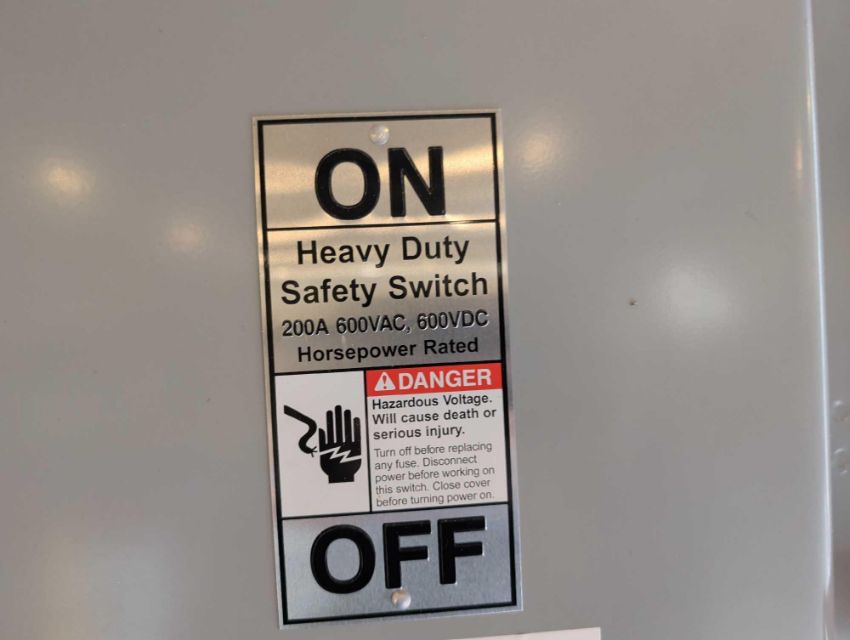 ON
Heavy Duty
Safety Switch
200A 600VAC, 600VDC
Horsepower Rated
DANGER
Hazardous Voltage.
Will cause death or
serious injury.
Turn off before replacing
any fuse. Disconnect
power before working on
this switch. Close cover
before turning power on.
OFF